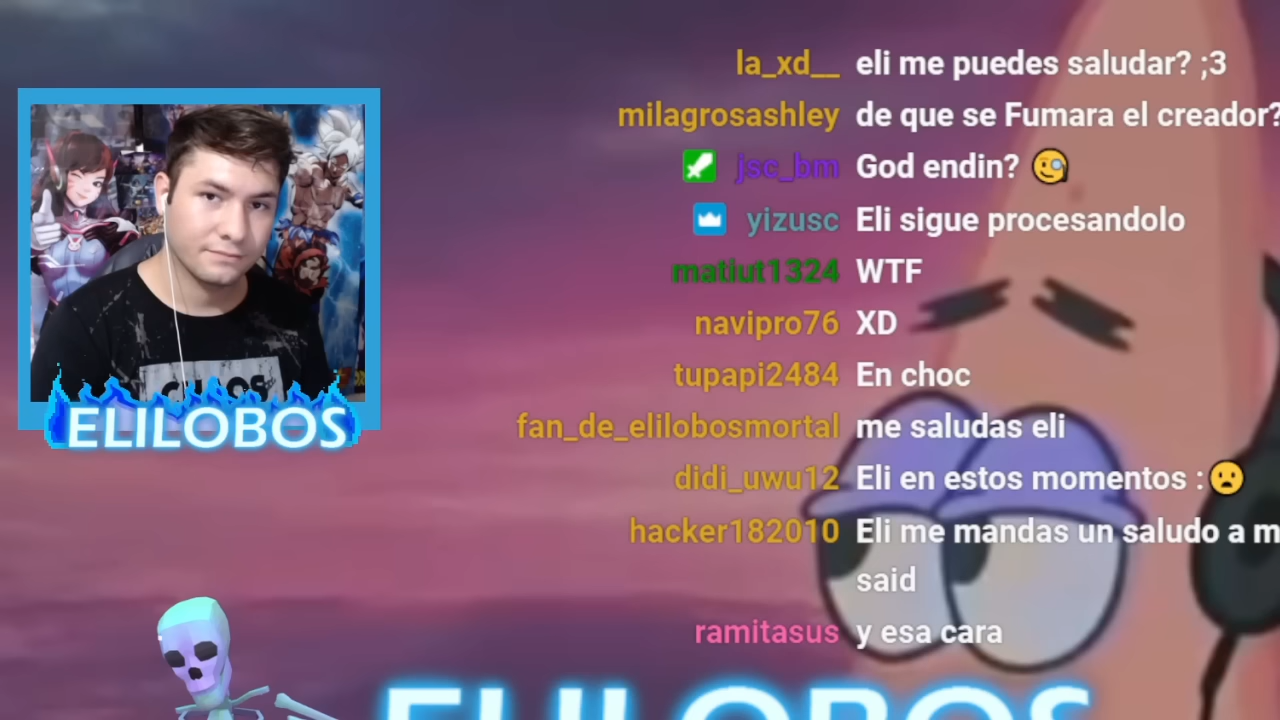 la_xd__ eli me puedes saludar? ;3
milagrosashley de que se Fumara el creador?
jsc_bm God endin? 🧐
yizusc Eli sigue procesandolo
matiut1324 WTF
navipro76 XD
tupapi2484 En choc
fan_de_elilobosmortal me saludas eli
didi_uwu12 Eli en estos momentos :😦
hacker182010 Eli me mandas un saludo a m
said
ramitasus y esa cara
ELILOBOS
ELILOBOS